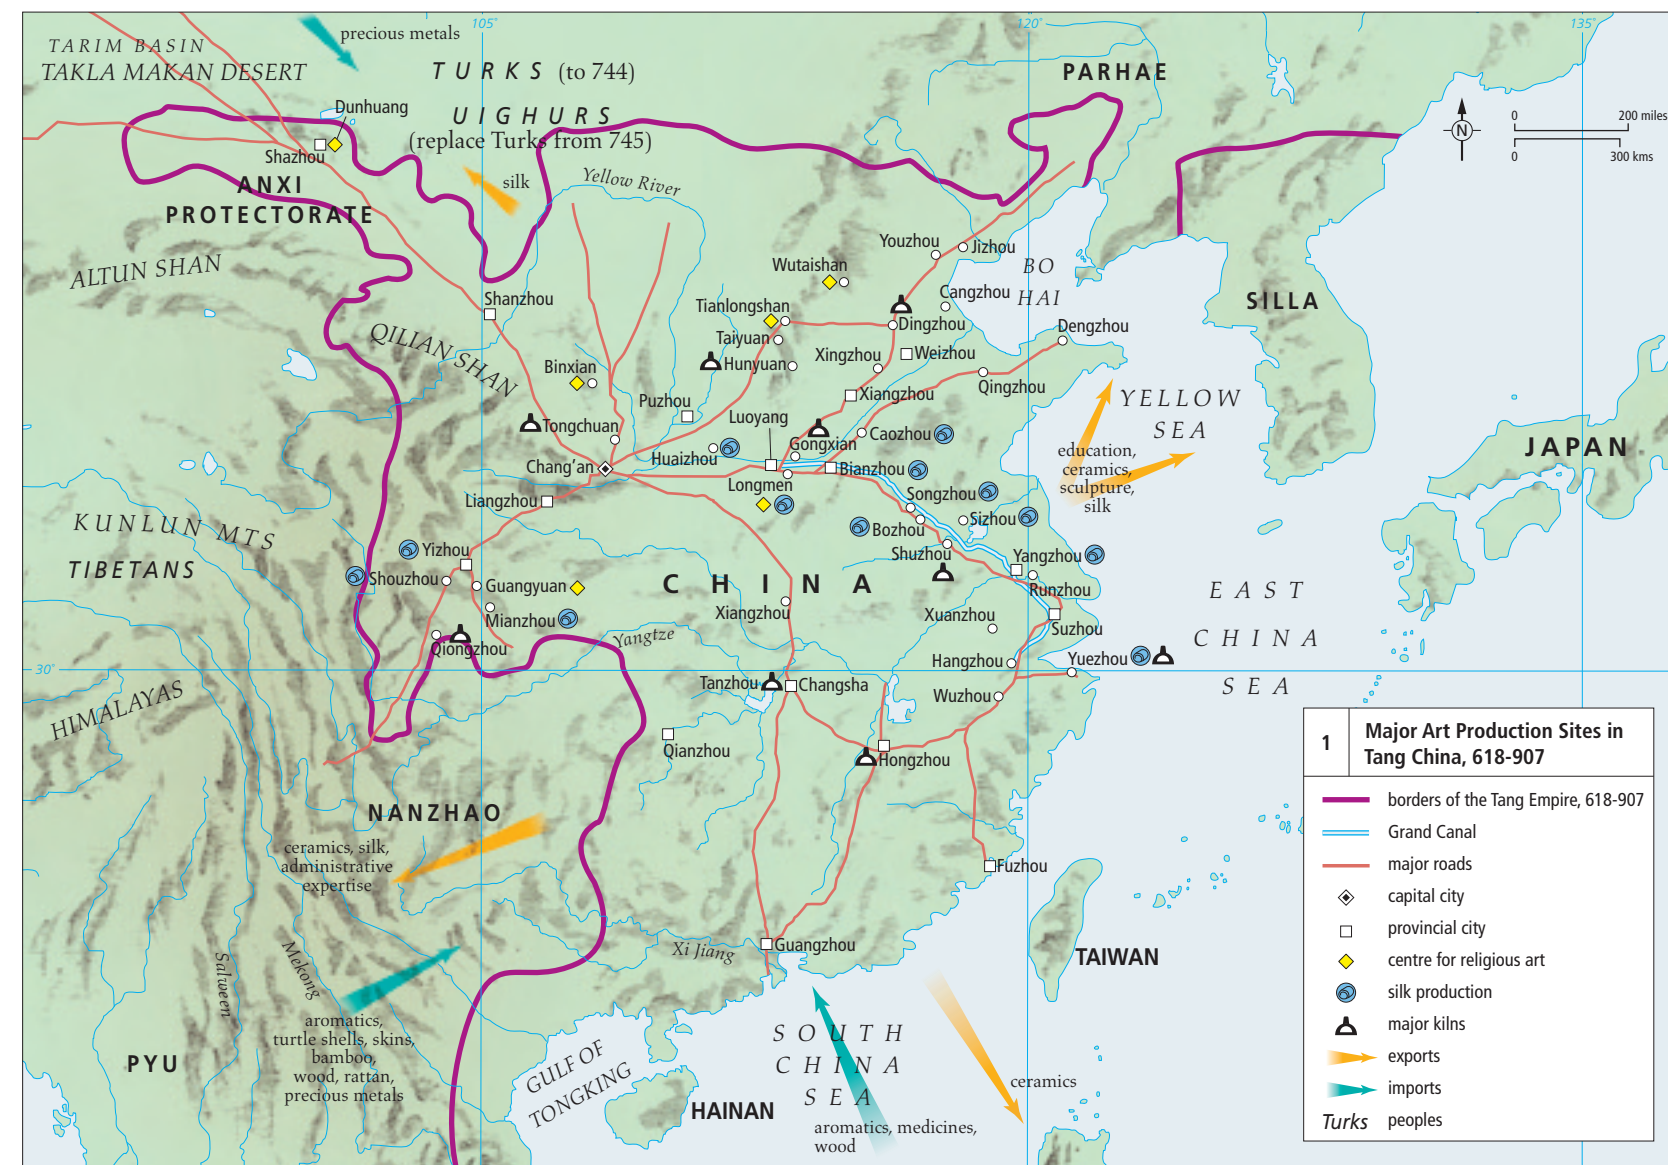 105°
120°
135°
TARIM BASIN
TAKLA MAKAN DESERT
precious metals
TURKS (to 744)
UIGHURS
(replace Turks from 745)
PARHAE
N
0 200 miles
0 300 kms
Dunhuang
Shazhou
ANXI
PROTECTORATE
silk
Yellow River
ALTUN SHAN
QILIAN SHAN
Shanzhou
Youzhou
Jizhou
Wutaishan
BO
HAI
Cangzhou
Tianlongshan
Dingzhou
Taiyuan
Dengzhou
SILLA
Hunyuan
Xingzhou
Weizhou
Binxian
Qingzhou
Puzhou
Xiangzhou
YELLOW
SEA
Luoyang
Tongchuan
Gongxian
Caozhou
JAPAN
Huaizhou
Chang'an
Bianzhou
education,
ceramics,
sculpture,
silk
Longmen
Liangzhou
Songzhou
Sizhou
Bozhou
KUNLUN MTS
TIBETANS
Yizhou
Shuzhou
Yangzhou
Shouzhou
Guangyuan
CHINA
Runzhou
Mianzhou
Xiangzhou
Xuanzhou
Suzhou
EAST
CHINA
SEA
Qiongzhou
Yangtze
30°
Hangzhou
Yuezhou
HIMALAYAS
Tanzhou
Changsha
Wuzhou
Qianzhou
Hongzhou
NANZHAO
ceramics, silk,
administrative
expertise
Fuzhou
Salween
Mekong
Xi Jiang
Guangzhou
TAIWAN
aromatics,
turtle shells, skins,
bamboo,
wood, rattan,
precious metals
PYU
GULF OF
TONGKING
HAINAN
SOUTH
CHINA
SEA
ceramics
aromatics, medicines,
wood
1
Major Art Production Sites in
Tang China, 618-907
borders of the Tang Empire, 618-907
Grand Canal
major roads
capital city
provincial city
centre for religious art
silk production
major kilns
exports
imports
Turks peoples